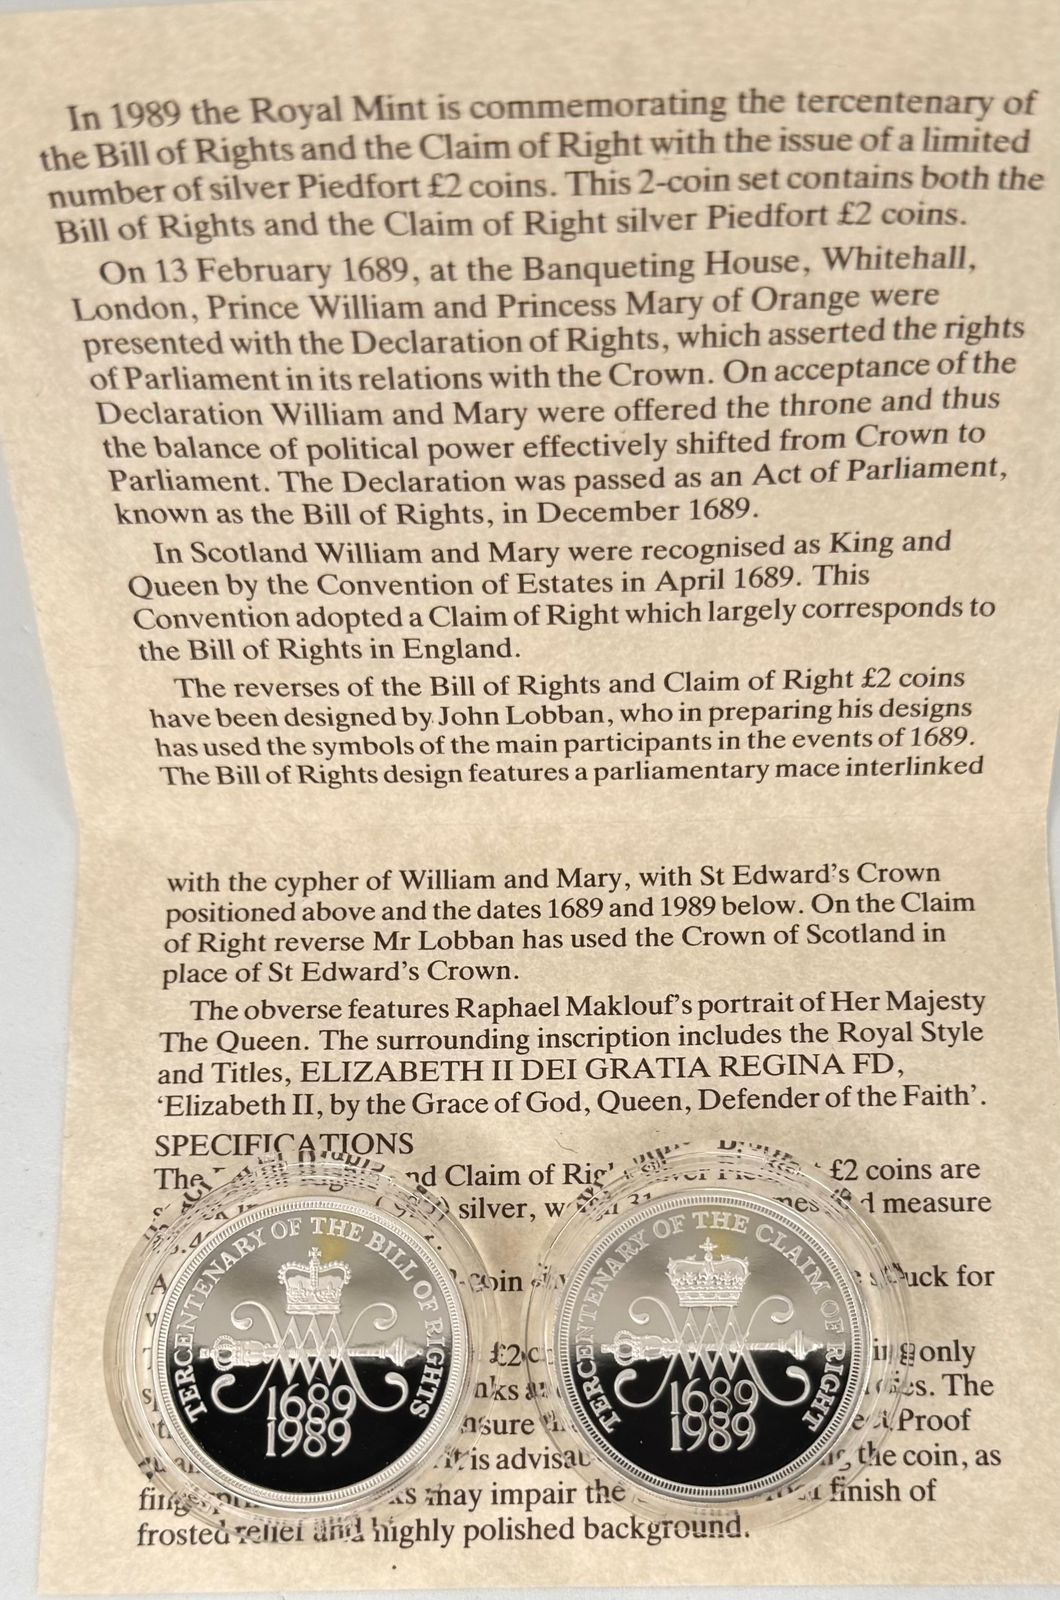 In 1989 the Royal Mint is commemorating the tercentenary of
the Bill of Rights and the Claim of Right with the issue of a limited
number of silver Piedfort £2 coins. This 2-coin set contains both the
Bill of Rights and the Claim of Right silver Piedfort £2 coins.
On 13 February 1689, at the Banqueting House, Whitehall,
London, Prince William and Princess Mary of Orange were
presented with the Declaration of Rights, which asserted the rights
of Parliament in its relations with the Crown. On acceptance of the
Declaration William and Mary were offered the throne and thus
the balance of political power effectively shifted from Crown to
Parliament. The Declaration was passed as an Act of Parliament,
known as the Bill of Rights, in December 1689.
In Scotland William and Mary were recognised as King and
Queen by the Convention of Estates in April 1689. This
Convention adopted a Claim of Right which largely corresponds to
the Bill of Rights in England.
The reverses of the Bill of Rights and Claim of Right £2 coins
have been designed by John Lobban, who in preparing his designs
has used the symbols of the main participants in the events of 1689.
The Bill of Rights design features a parliamentary mace interlinked
with the cypher of William and Mary, with St Edward's Crown
positioned above and the dates 1689 and 1989 below. On the Claim
of Right reverse Mr Lobban has used the Crown of Scotland in
place of St Edward's Crown.
The obverse features Raphael Maklouf's portrait of Her Majesty
The Queen. The surrounding inscription includes the Royal Style
and Titles, ELIZABETH II DEI GRATIA REGINA FD,
'Elizabeth II, by the Grace of God, Queen, Defender of the Faith'.
SPECIFICATIONS
The and Claim of £2 coins are
silver, measure
struck for
£2 only
The
Proof
is advisable the coin, as
may impair the finish of
frosted relief and highly polished background.
TERCENTENARY OF THE BILL OF RIGHTS
1689
1989
TERCENTENARY OF THE CLAIM OF RIGHT
1689
1989